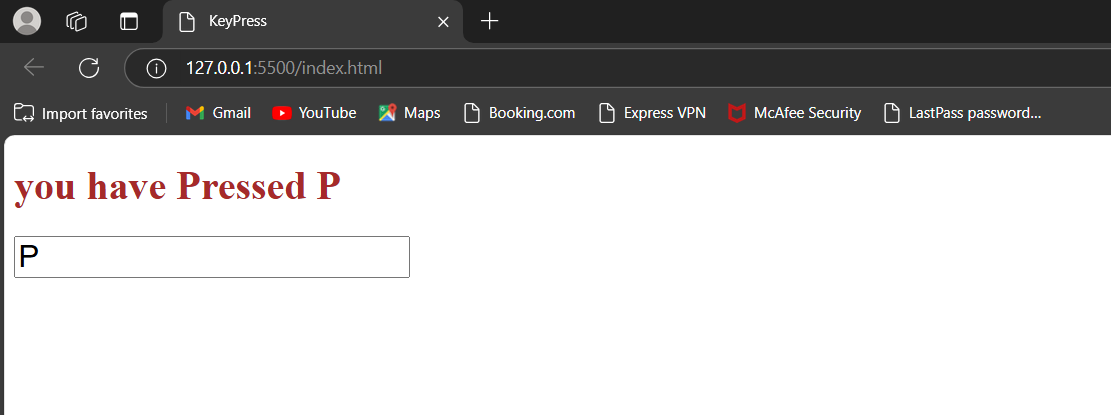 KeyPress
127.0.0.1:5500/index.html
Import favorites Gmail YouTube Maps Booking.com Express VPN McAfee Security LastPass password...
you have Pressed P
P